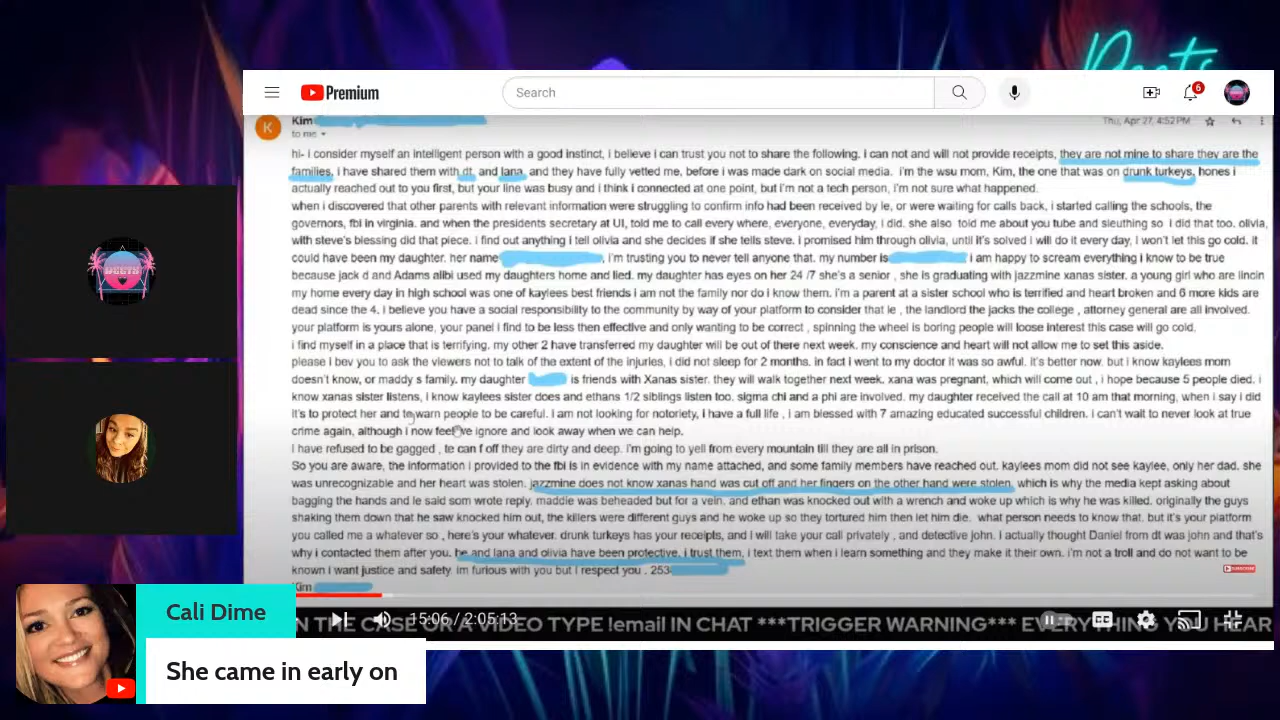 Deets
Premium
Search
6
K
Kim
Thu, Apr 27, 4:52 PM
to me
hi- i consider myself an intelligent person with a good instinct, i believe i can trust you not to share the following. i can not and will not provide receipts, they are not mine to share they are the
families, i have shared them with dt, and lana, and they have fully vetted me, before i was made dark on social media. i'm the wsu mom, Kim, the one that was on drunk turkeys, hones i
actually reached out to you first, but your line was busy and i think i connected at one point, but i'm not a tech person, i'm not sure what happened.
when i discovered that other parents with relevant information were struggling to confirm info had been received by le, or were waiting for calls back, i started calling the schools, the
governors, fbi in virginia. and when the presidents secretary at UI, told me to call every where, everyone, everyday, i did. she also told me about you tube and sleuthing so i did that too. olivia,
with steve's blessing did that piece. i find out anything i tell olivia and she decides if she tells steve. i promised him through olivia, until it's solved i will do it every day, i won't let this go cold. it
could have been my daughter. her name , i'm trusting you to never tell anyone that. my number is i am happy to scream everything i know to be true
because jack d and Adams alibi used my daughters home and lied. my daughter has eyes on her 24 /7 she's a senior , she is graduating with jazzmine xanas sister. a young girl who are lincin
my home every day in high school was one of kaylees best friends i am not the family nor do i know them. i'm a parent at a sister school who is terrified and heart broken and 6 more kids are
dead since the 4. i believe you have a social responsibility to the community by way of your platform to consider that le , the landlord the jacks the college , attorney general are all involved.
your platform is yours alone, your panel i find to be less then effective and only wanting to be correct , spinning the wheel is boring people will loose interest this case will go cold,
i find myself in a place that is terrifying. my other 2 have transferred my daughter will be out of there next week. my conscience and heart will not allow me to set this aside.
please i bev you to ask the viewers not to talk of the extent of the injuries, i did not sleep for 2 months. in fact i went to my doctor it was so awful. it's better now. but i know kaylees mom
doesn't know, or maddy s family. my daughter is friends with Xanas sister. they will walk together next week. xana was pregnant, which will come out , i hope because 5 people died. i
know xanas sister listens, i know kaylees sister does and ethans 1/2 siblings listen too. sigma chi and a phi are involved. my daughter received the call at 10 am that morning, when i say i did
it's to protect her and to warn people to be careful. i am not looking for notoriety, i have a full life , i am blessed with 7 amazing educated successful children. i can't wait to never look at true
crime again, although i now feel we ignore and look away when we can help.
i have refused to be gagged , le can f off they are dirty and deep. i'm going to yell from every mountain till they are all in prison.
So you are aware, the information i provided to the fbi is in evidence with my name attached, and some family members have reached out. kaylees mom did not see kaylee, only her dad. she
was unrecognizable and her heart was stolen. jazzmine does not know xanas hand was cut off and her fingers on the other hand were stolen, which is why the media kept asking about
bagging the hands and le said som wrote reply. maddie was beheaded but for a vein. and ethan was knocked out with a wrench and woke up which is why he was killed. originally the guys
shaking them down that he saw knocked him out, the killers were different guys and he woke up so they tortured him then let him die. what person needs to know that. but it's your platform
you called me a whatever so , here's your whatever. drunk turkeys has your receipts, and i will take your call privately , and detective john. i actually thought Daniel from dt was john and that's
why i contacted them after you. he and lana and olivia have been protective. i trust them, i text them when i learn something and they make it their own. i'm not a troll and do not want to be
known i want justice and safety. im furious with you but I respect you . 253
Kim
SUBSCRIBE
15:06 / 2:05:13
N THE CASE OR A VIDEO TYPE !email IN CHAT ***TRIGGER WARNING*** EVERYTHING YOU HEAR
DEETS
Cali Dime
She came in early on